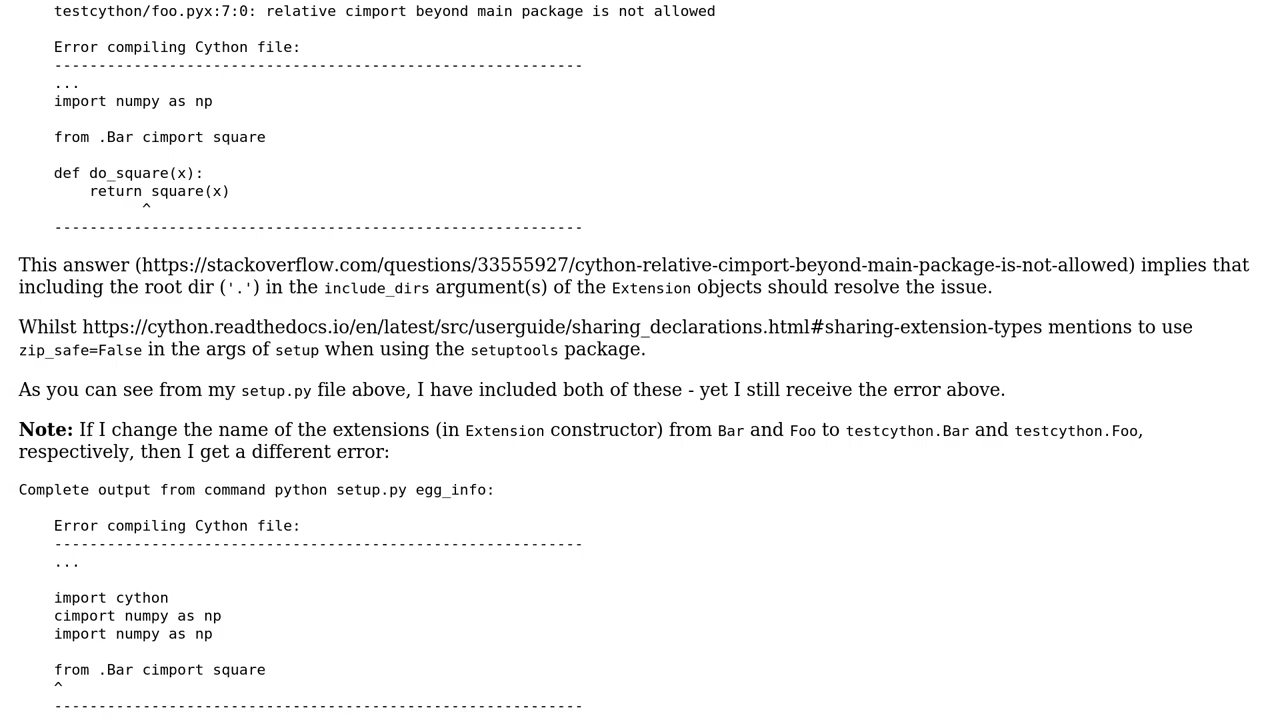 testcython/foo.pyx:7:0: relative cimport beyond main package is not allowed
Error compiling Cython file:
------------------------------------------------------------
...
import numpy as np
from .Bar cimport square
def do_square(x):
    return square(x)
          ^
------------------------------------------------------------
This answer (https://stackoverflow.com/questions/33555927/cython-relative-cimport-beyond-main-package-is-not-allowed) implies that
including the root dir ('.') in the include_dirs argument(s) of the Extension objects should resolve the issue.
Whilst https://cython.readthedocs.io/en/latest/src/userguide/sharing_declarations.html#sharing-extension-types mentions to use
zip_safe=False in the args of setup when using the setuptools package.
As you can see from my setup.py file above, I have included both of these - yet I still receive the error above.
Note: If I change the name of the extensions (in Extension constructor) from Bar and Foo to testcython.Bar and testcython.Foo,
respectively, then I get a different error:
Complete output from command python setup.py egg_info:
Error compiling Cython file:
------------------------------------------------------------
...
import cython
cimport numpy as np
import numpy as np
from .Bar cimport square
^
------------------------------------------------------------